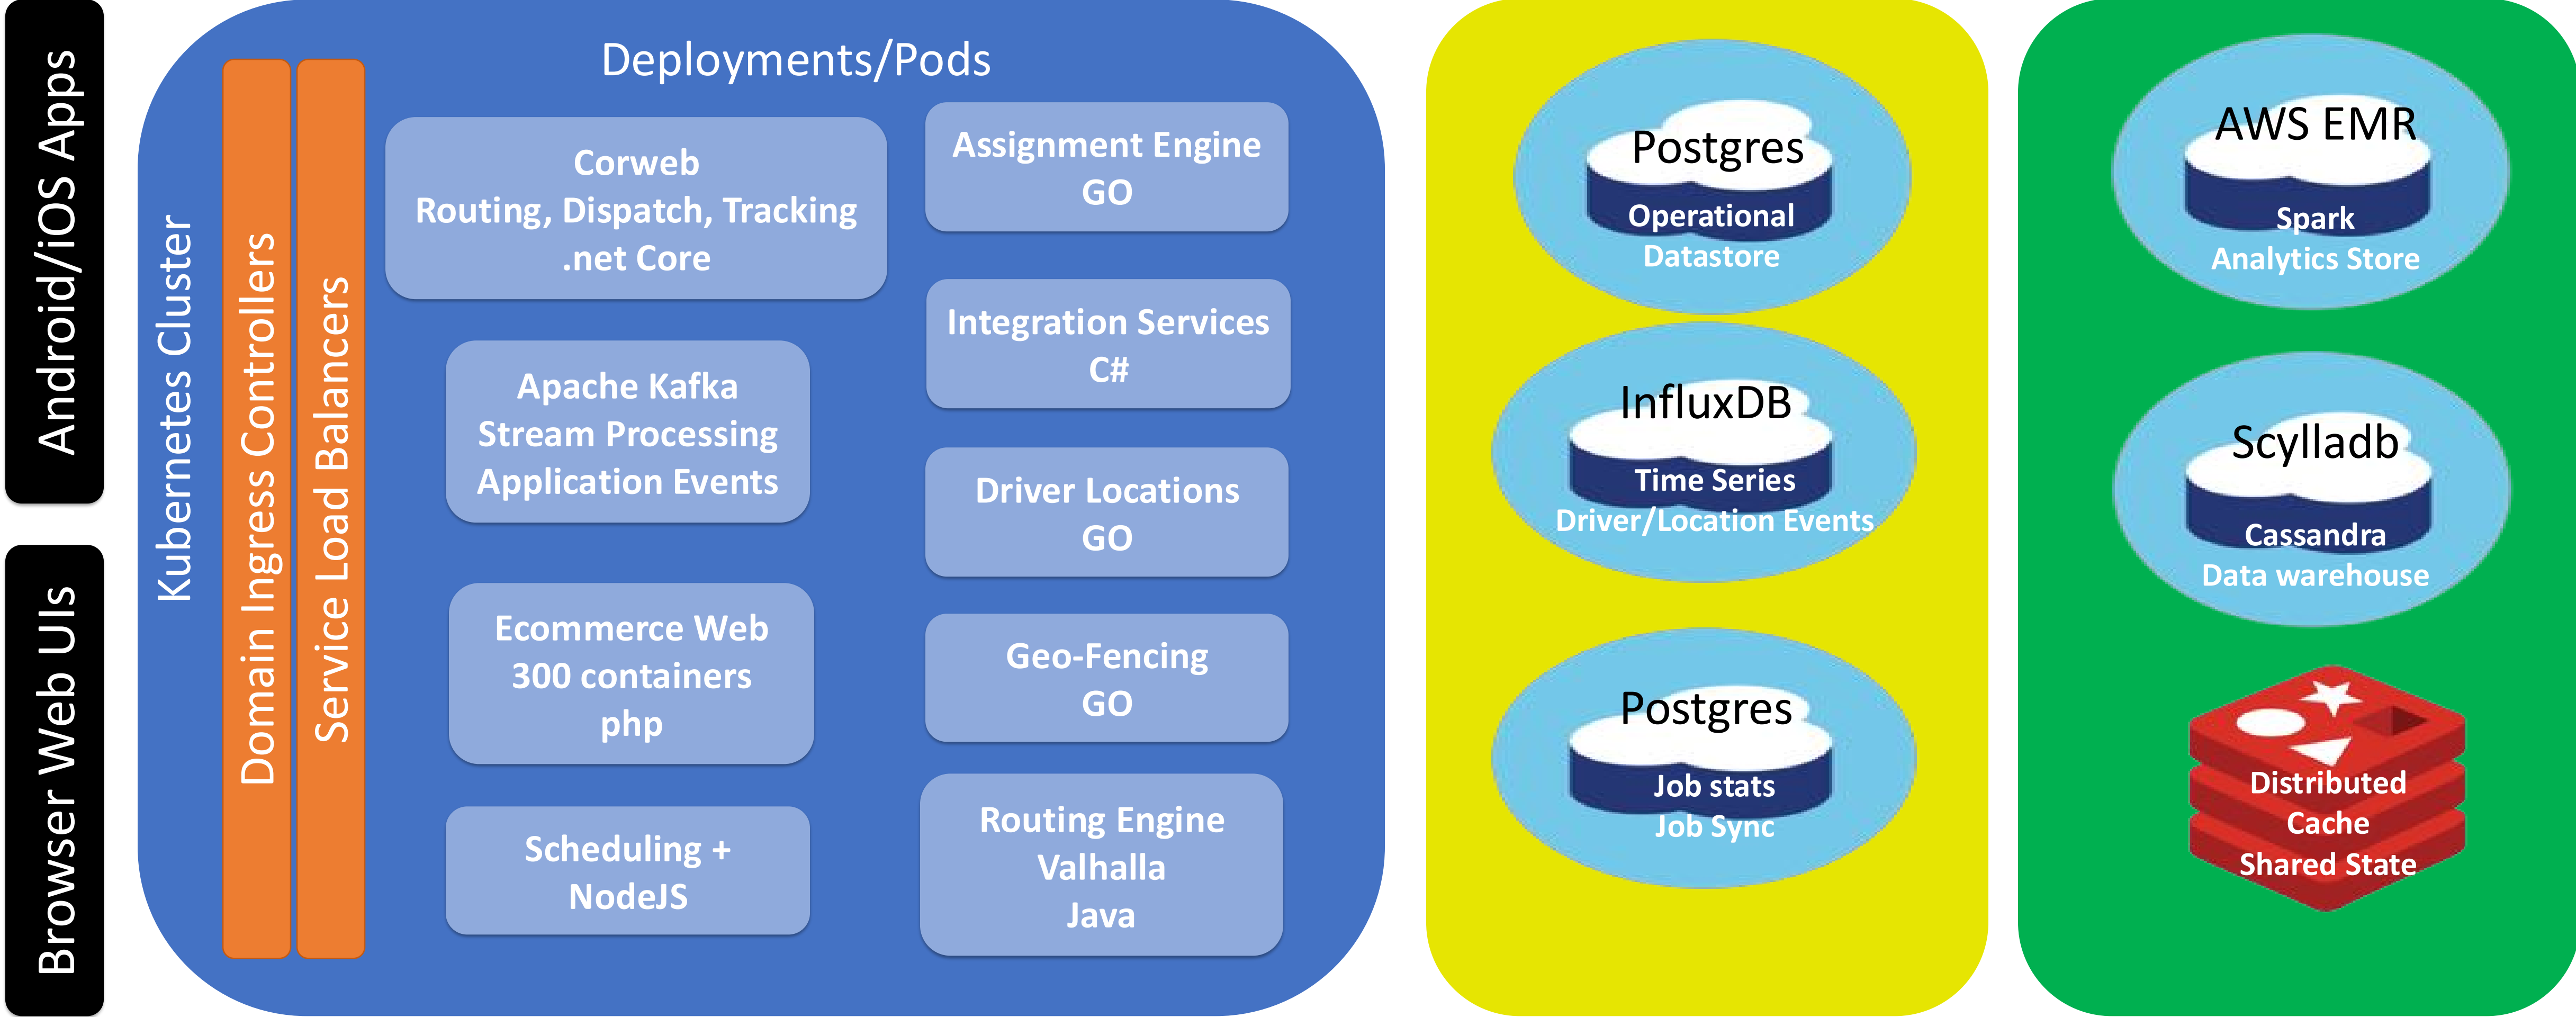 Android/iOS Apps
Browser Web UIs
Kubernetes Cluster
Domain Ingress Controllers
Service Load Balancers
Deployments/Pods
Corweb
Routing, Dispatch, Tracking
.net Core
Apache Kafka
Stream Processing
Application Events
Ecommerce Web
300 containers
php
Scheduling +
NodeJS
Assignment Engine
GO
Integration Services
C#
Driver Locations
GO
Geo-Fencing
GO
Routing Engine
Valhalla
Java
Postgres
Operational
Datastore
InfluxDB
Time Series
Driver/Location Events
Postgres
Job stats
Job Sync
AWS EMR
Spark
Analytics Store
Scylladb
Cassandra
Data warehouse
Distributed
Cache
Shared State